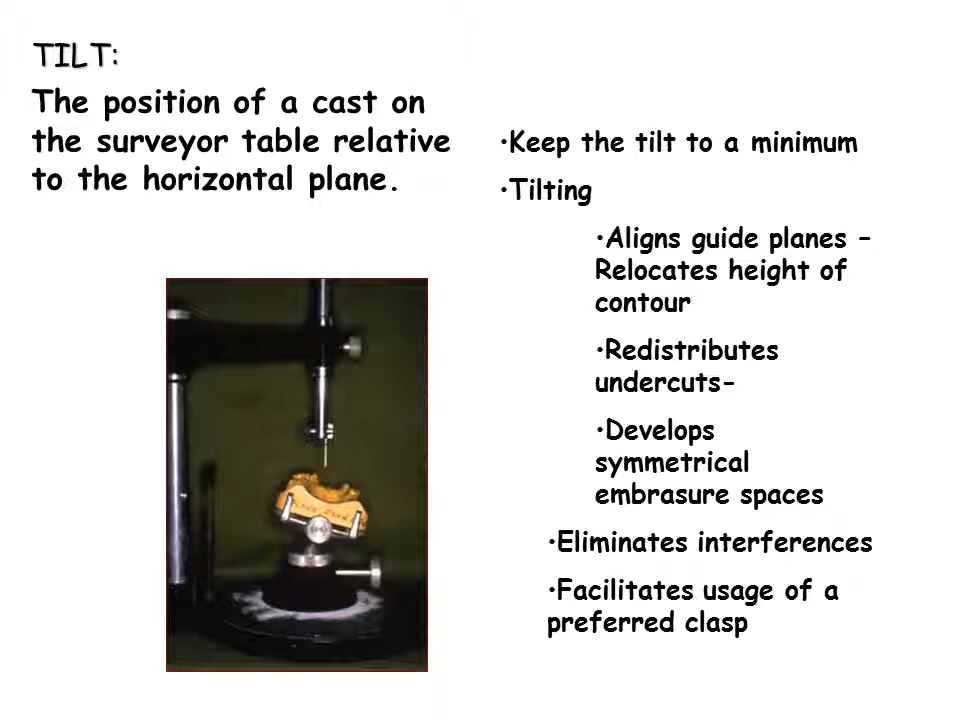 TILT:
The position of a cast on
the surveyor table relative
to the horizontal plane.
•Keep the tilt to a minimum
•Tilting
•Aligns guide planes –
Relocates height of
contour
•Redistributes
undercuts-
•Develops
symmetrical
embrasure spaces
•Eliminates interferences
•Facilitates usage of a
preferred clasp